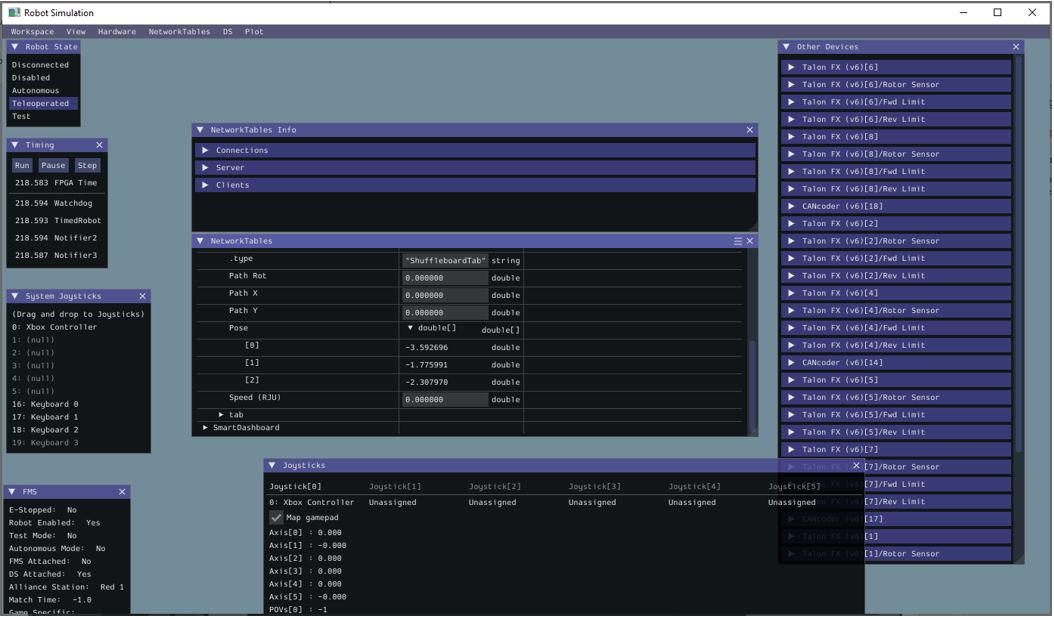 Robot Simulation
Workspace View Hardware NetworkTables DS Plot
Robot State
Disconnected
Disabled
Autonomous
Teleoperated
Test
Timing
Run Pause Step
218.583 FPGA Time
218.594 Watchdog
218.593 TimedRobot
218.594 Notifier2
218.587 Notifier3
System Joysticks
(Drag and drop to Joysticks)
0: Xbox Controller
1: (null)
2: (null)
3: (null)
4: (null)
5: (null)
16: Keyboard 0
17: Keyboard 1
18: Keyboard 2
19: Keyboard 3
FMS
E-Stopped: No
Robot Enabled: Yes
Test Mode: No
Autonomous Mode: No
FMS Attached: No
DS Attached: Yes
Alliance Station: Red 1
Match Time: -1.0
Game Specific:
NetworkTables Info
Connections
Server
Clients
NetworkTables
.type "ShuffleboardTab" string
Path Rot 0.000000 double
Path X 0.000000 double
Path Y 0.000000 double
Pose double[] double[]
[0] -3.592696 double
[1] -1.775991 double
[2] -2.307970 double
Speed (RJU) 0.000000 double
tab
SmartDashboard
Joysticks
Joystick[0] Joystick[1] Joystick[2] Joystick[3] Joystick[4] Joystick[5]
0: Xbox Controller Unassigned Unassigned Unassigned Unassigned Unassigned
Map gamepad
Axis[0] : 0.000
Axis[1] : -0.000
Axis[2] : 0.000
Axis[3] : 0.000
Axis[4] : 0.000
Axis[5] : -0.000
POVs[0] : -1
Other Devices
Talon FX (v6)[6]
Talon FX (v6)[6]/Rotor Sensor
Talon FX (v6)[6]/Fwd Limit
Talon FX (v6)[6]/Rev Limit
Talon FX (v6)[8]
Talon FX (v6)[8]/Rotor Sensor
Talon FX (v6)[8]/Fwd Limit
Talon FX (v6)[8]/Rev Limit
CANcoder (v6)[18]
Talon FX (v6)[2]
Talon FX (v6)[2]/Rotor Sensor
Talon FX (v6)[2]/Fwd Limit
Talon FX (v6)[2]/Rev Limit
Talon FX (v6)[4]
Talon FX (v6)[4]/Rotor Sensor
Talon FX (v6)[4]/Fwd Limit
Talon FX (v6)[4]/Rev Limit
CANcoder (v6)[14]
Talon FX (v6)[5]
Talon FX (v6)[5]/Rotor Sensor
Talon FX (v6)[5]/Fwd Limit
Talon FX (v6)[5]/Rev Limit
Talon FX (v6)[7]
Talon FX (v6)[7]/Rotor Sensor
[7]/Fwd Limit
[7]/Rev Limit
CANcoder (v6)[17]
Talon FX (v6)[1]
Talon FX (v6)[1]/Rotor Sensor